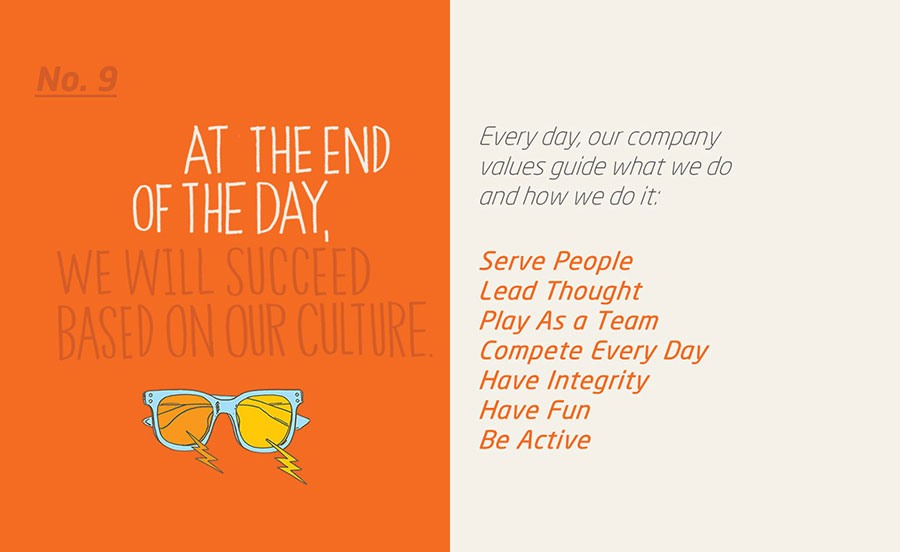 No. 9
AT THE END
OF THE DAY,
WE WILL SUCCEED
BASED ON OUR CULTURE.
Every day, our company
values guide what we do
and how we do it:
Serve People
Lead Thought
Play As a Team
Compete Every Day
Have Integrity
Have Fun
Be Active